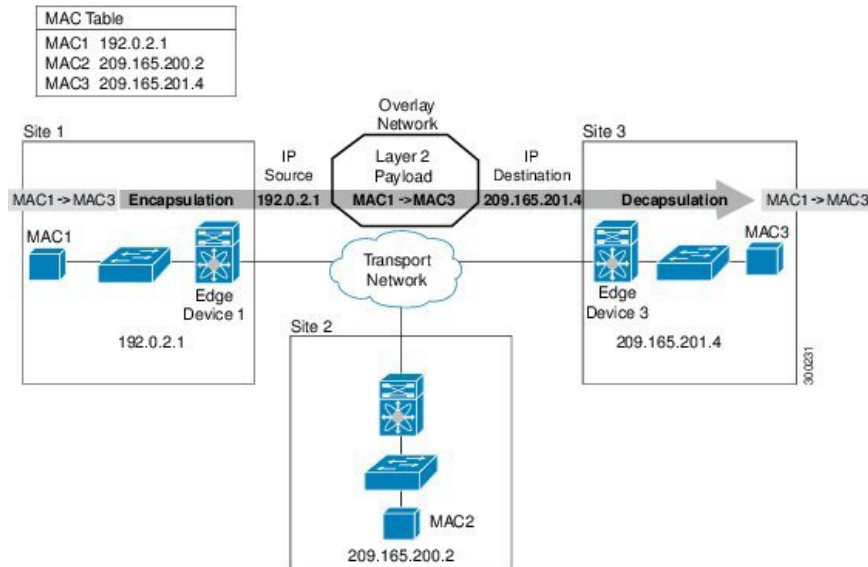 MAC Table
MAC1 192.0.2.1
MAC2 209.165.200.2
MAC3 209.165.201.4
Overlay
Network
Site 1
Site 3
IP
Source
Layer 2
Payload
IP
Destination
MAC1->MAC3
Encapsulation
192.0.2.1
MAC1->MAC3
209.165.201.4
Decapsulation
MAC1->MAC3
MAC1
MAC3
Transport
Network
Edge
Device 1
Edge
Device 3
192.0.2.1
Site 2
209.165.201.4
300231
MAC2
209.165.200.2